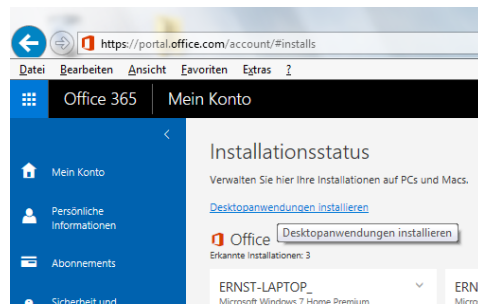 https://portal.office.com/account/#installs
Datei Bearbeiten Ansicht Favoriten Extras ?
Office 365 Mein Konto
Installationsstatus
Mein Konto
Verwalten Sie hier Ihre Installationen auf PCs und Macs.
Persönliche
Informationen
Desktopanwendungen installieren
Office
Desktopanwendungen installieren
Erkannte Installationen: 3
Abonnements
ERNST-LAPTOP_
ERN
Microsoft Windows 7 Home Premium
Micro
Sicherheit und